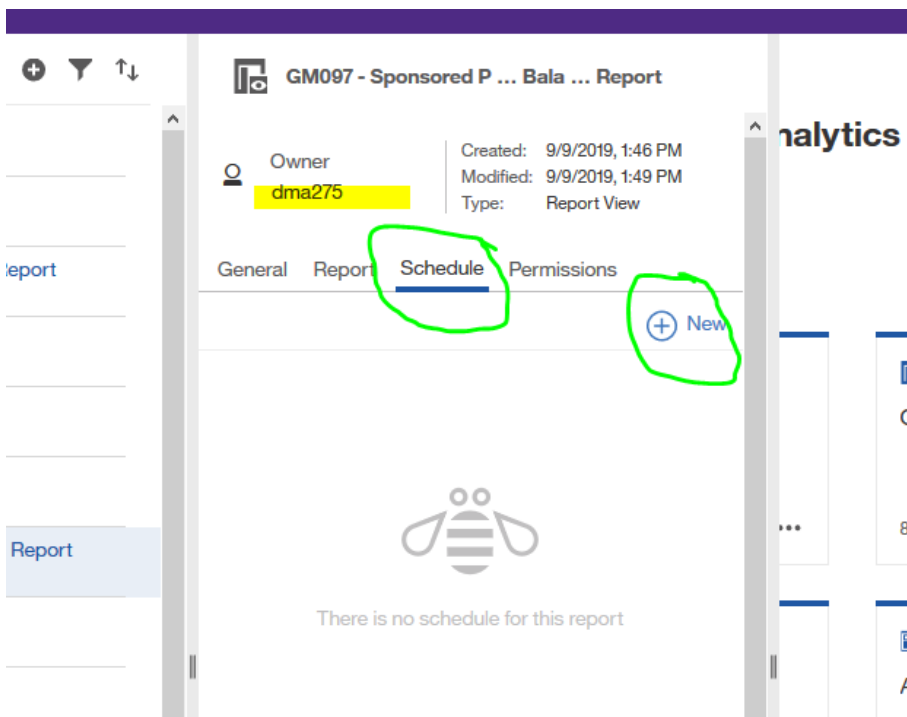 GM097 - Sponsored P ... Bala ... Report
nalytics
Owner
dma275
Created: 9/9/2019, 1:46 PM
Modified: 9/9/2019, 1:49 PM
Type: Report View
eport
General Report Schedule Permissions
New
There is no schedule for this report
Report
8
A